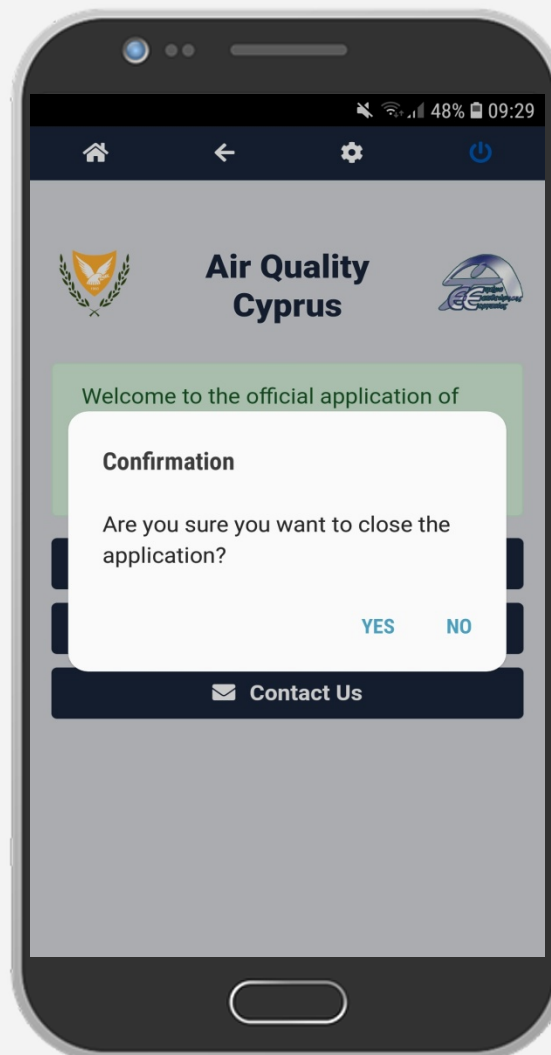 48% 09:29
Air Quality
Cyprus
Welcome to the official application of
Confirmation
Are you sure you want to close the
application?
YES NO
Contact Us